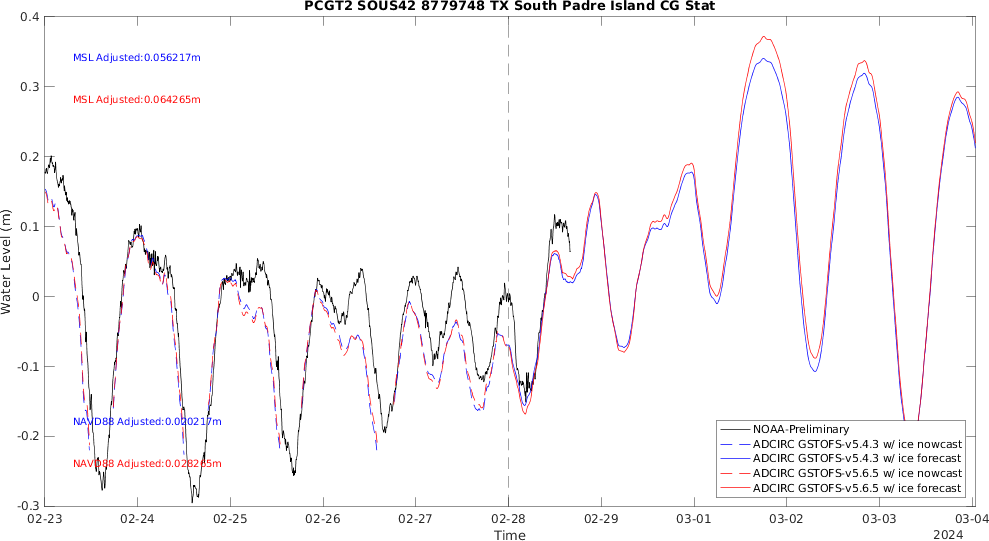 PCGT2 SOUS42 8779748 TX South Padre Island CG Stat
0.4
0.3
0.2
0.1
0
-0.1
-0.2
-0.3
Water Level (m)
MSL Adjusted:0.056217m
MSL Adjusted:0.064265m
NAVD88 Adjusted:0.020217m
NAVD88 Adjusted:0.028265m
NOAA-Preliminary
ADCIRC GSTOFS-v5.4.3 w/ ice nowcast
ADCIRC GSTOFS-v5.4.3 w/ ice forecast
ADCIRC GSTOFS-v5.6.5 w/ ice nowcast
ADCIRC GSTOFS-v5.6.5 w/ ice forecast
02-23 02-24 02-25 02-26 02-27 02-28 02-29 03-01 03-02 03-03 03-04
Time
2024